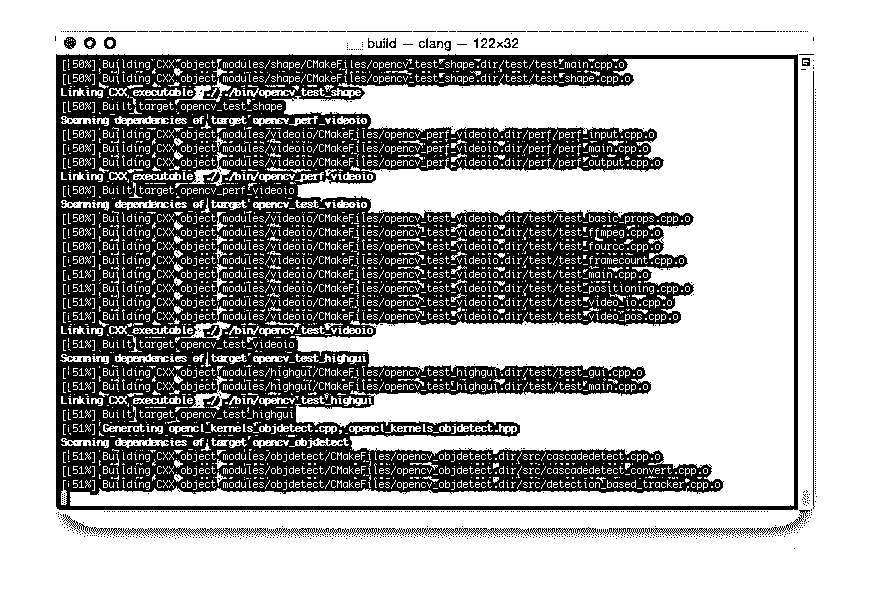 build — clang — 122×32
[ 50%] Building CXX object modules/shape/CMakeFiles/opencv_test_shape.dir/test/test_main.cpp.o
[ 50%] Building CXX object modules/shape/CMakeFiles/opencv_test_shape.dir/test/test_shape.cpp.o
Linking CXX executable ../../bin/opencv_test_shape
[ 50%] Built target opencv_test_shape
Scanning dependencies of target opencv_perf_videoio
[ 50%] Building CXX object modules/videoio/CMakeFiles/opencv_perf_videoio.dir/perf/perf_input.cpp.o
[ 50%] Building CXX object modules/videoio/CMakeFiles/opencv_perf_videoio.dir/perf/perf_main.cpp.o
[ 50%] Building CXX object modules/videoio/CMakeFiles/opencv_perf_videoio.dir/perf/perf_output.cpp.o
Linking CXX executable ../../bin/opencv_perf_videoio
[ 50%] Built target opencv_perf_videoio
Scanning dependencies of target opencv_test_videoio
[ 50%] Building CXX object modules/videoio/CMakeFiles/opencv_test_videoio.dir/test/test_basic_props.cpp.o
[ 50%] Building CXX object modules/videoio/CMakeFiles/opencv_test_videoio.dir/test/test_ffmpeg.cpp.o
[ 50%] Building CXX object modules/videoio/CMakeFiles/opencv_test_videoio.dir/test/test_fourcc.cpp.o
[ 50%] Building CXX object modules/videoio/CMakeFiles/opencv_test_videoio.dir/test/test_framecount.cpp.o
[ 51%] Building CXX object modules/videoio/CMakeFiles/opencv_test_videoio.dir/test/test_main.cpp.o
[ 51%] Building CXX object modules/videoio/CMakeFiles/opencv_test_videoio.dir/test/test_positioning.cpp.o
[ 51%] Building CXX object modules/videoio/CMakeFiles/opencv_test_videoio.dir/test/test_video_io.cpp.o
[ 51%] Building CXX object modules/videoio/CMakeFiles/opencv_test_videoio.dir/test/test_video_pos.cpp.o
Linking CXX executable ../../bin/opencv_test_videoio
[ 51%] Built target opencv_test_videoio
Scanning dependencies of target opencv_test_highgui
[ 51%] Building CXX object modules/highgui/CMakeFiles/opencv_test_highgui.dir/test/test_gui.cpp.o
[ 51%] Building CXX object modules/highgui/CMakeFiles/opencv_test_highgui.dir/test/test_main.cpp.o
Linking CXX executable ../../bin/opencv_test_highgui
[ 51%] Built target opencv_test_highgui
[ 51%] Generating opencl_kernels_objdetect.cpp, opencl_kernels_objdetect.hpp
Scanning dependencies of target opencv_objdetect
[ 51%] Building CXX object modules/objdetect/CMakeFiles/opencv_objdetect.dir/src/cascadedetect.cpp.o
[ 51%] Building CXX object modules/objdetect/CMakeFiles/opencv_objdetect.dir/src/cascadedetect_convert.cpp.o
[ 51%] Building CXX object modules/objdetect/CMakeFiles/opencv_objdetect.dir/src/detection_based_tracker.cpp.o